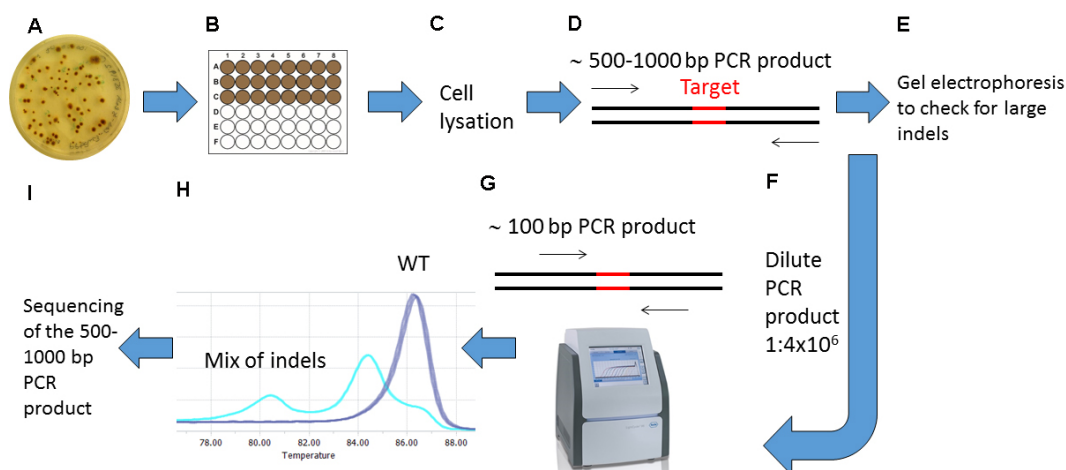 A
B
C
D
E
1 2 3 4 5 6 7 8
A
B
C
D
E
F
Cell
lysation
~ 500-1000 bp PCR product
Target
Gel electrophoresis
to check for large
indels
I
H
G
F
Sequencing
of the 500-
1000 bp
PCR
product
WT
Mix of indels
78.00 80.00 82.00 84.00 86.00 88.00
Temperature
~ 100 bp PCR product
Dilute
PCR
product
1:4x10⁶